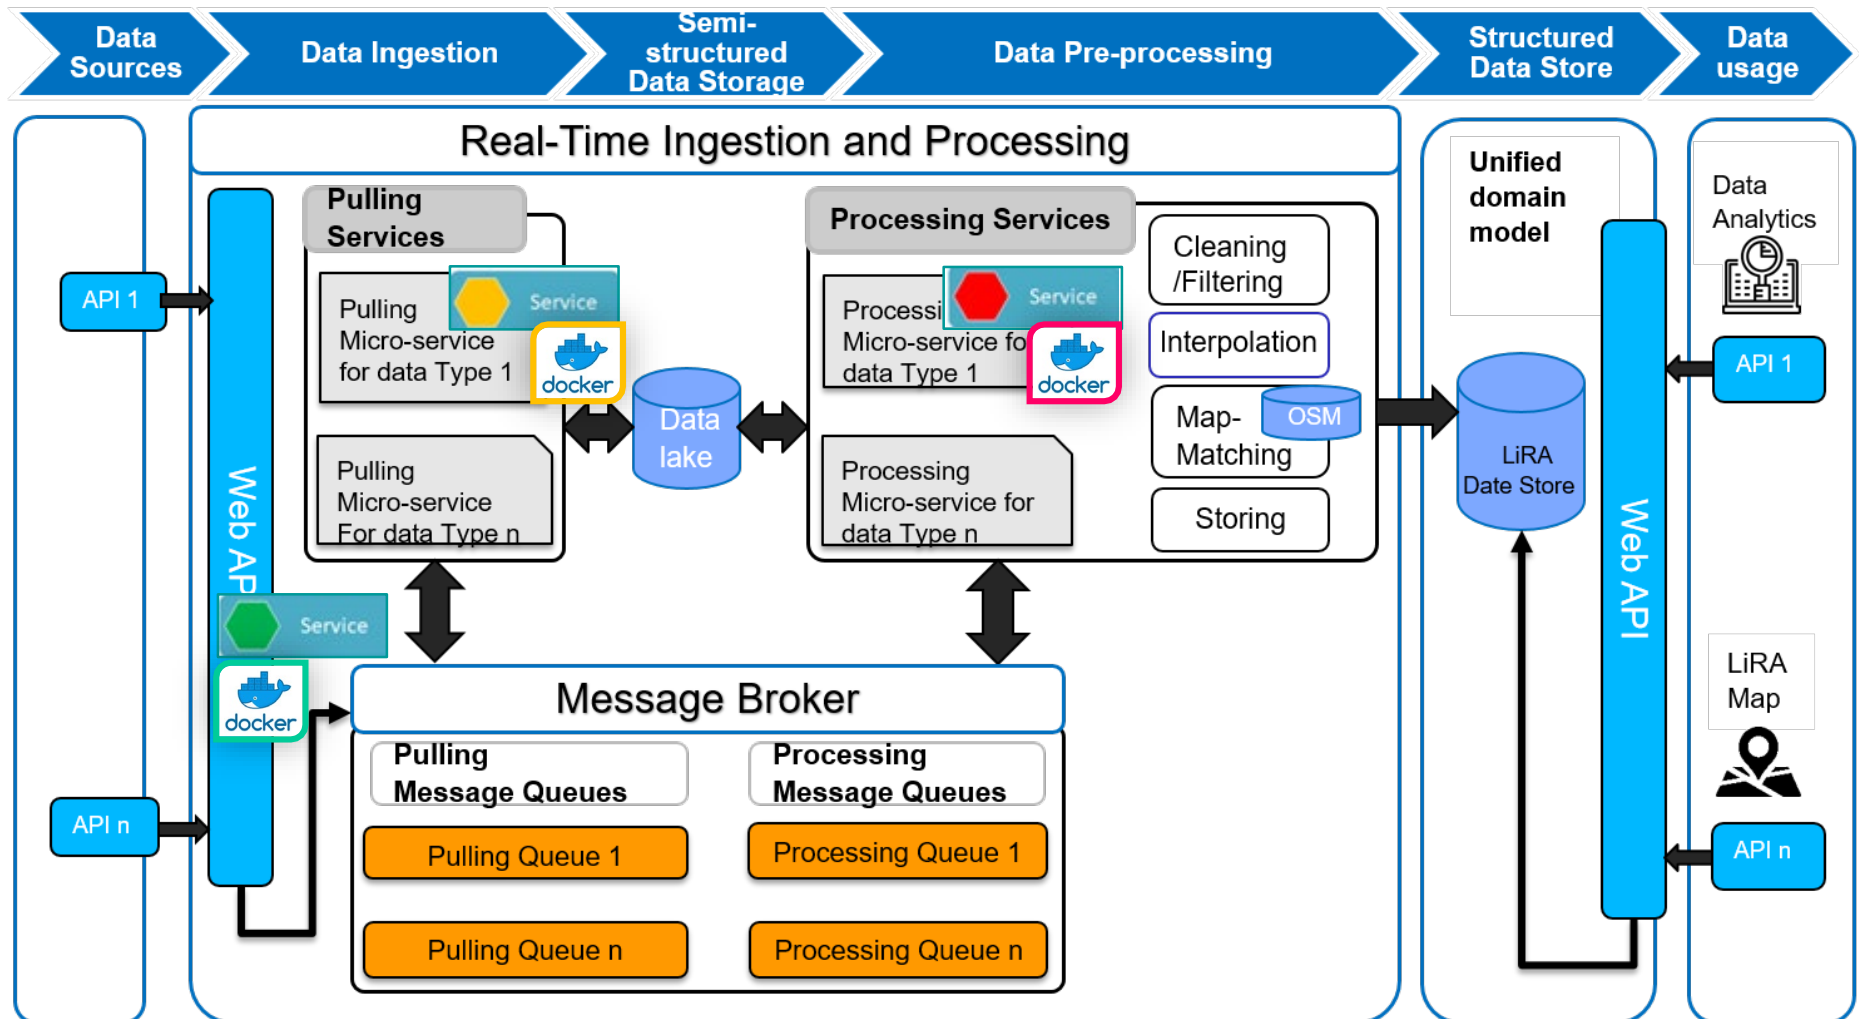 Data
Sources
Data Ingestion
Semi-
structured
Data Storage
Data Pre-processing
Structured
Data Store
Data
usage
Real-Time Ingestion and Processing
API 1
API n
Web AP
Service
docker
Pulling
Services
Pulling
Micro-service
for data Type 1
Service
docker
Pulling
Micro-service
For data Type n
Data
lake
Processing Services
Processi
Micro-service fo
data Type 1
Service
docker
Processing
Micro-service for
data Type n
Cleaning
/Filtering
Interpolation
Map-
Matching
OSM
Storing
Message Broker
Pulling
Message Queues
Pulling Queue 1
Pulling Queue n
Processing
Message Queues
Processing Queue 1
Processing Queue n
Unified
domain
model
LiRA
Date Store
Web API
Data
Analytics
API 1
LiRA
Map
API n